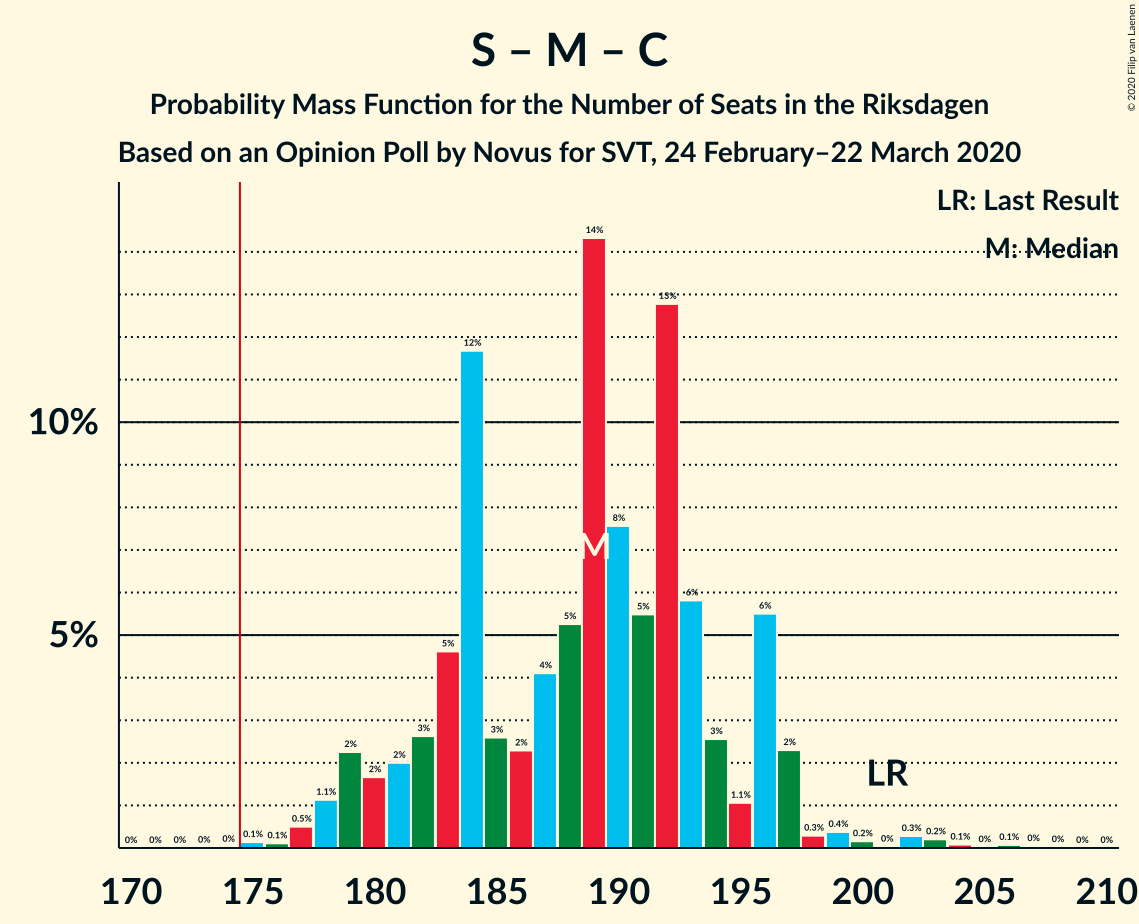 S – M – C
Probability Mass Function for the Number of Seats in the Riksdagen
Based on an Opinion Poll by Novus for SVT, 24 February–22 March 2020
© 2020 Filip van Laenen
LR: Last Result
M: Median
10%
5%
0% 0% 0% 0% 0% 0.1% 0.1% 0.5% 1.1% 2% 2% 2% 3% 5% 12% 3% 2% 4% 5% 14% 8% 5% 13% 6% 3% 1.1% 6% 2% 0.3% 0.4% 0.2% 0% 0.3% 0.2% 0.1% 0% 0.1% 0% 0% 0% 0%
M
LR
170 175 180 185 190 195 200 205 210